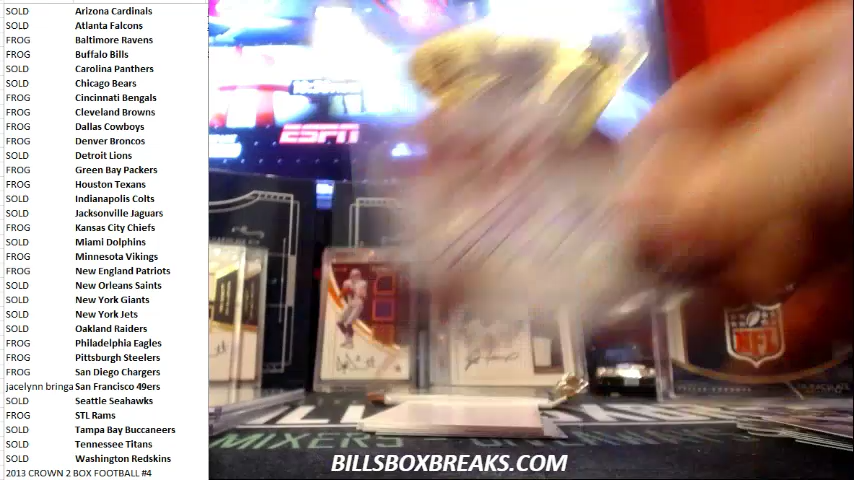 SOLD Arizona Cardinals
SOLD Atlanta Falcons
FROG Baltimore Ravens
FROG Buffalo Bills
SOLD Carolina Panthers
SOLD Chicago Bears
FROG Cincinnati Bengals
FROG Cleveland Browns
FROG Dallas Cowboys
FROG Denver Broncos
SOLD Detroit Lions
FROG Green Bay Packers
FROG Houston Texans
SOLD Indianapolis Colts
SOLD Jacksonville Jaguars
FROG Kansas City Chiefs
SOLD Miami Dolphins
FROG Minnesota Vikings
FROG New England Patriots
SOLD New Orleans Saints
SOLD New York Giants
SOLD New York Jets
SOLD Oakland Raiders
FROG Philadelphia Eagles
FROG Pittsburgh Steelers
FROG San Diego Chargers
jacelynn bringa San Francisco 49ers
SOLD Seattle Seahawks
FROG STL Rams
SOLD Tampa Bay Buccaneers
SOLD Tennessee Titans
SOLD Washington Redskins
2013 CROWN 2 BOX FOOTBALL #4
ESPN
NFL
MIXERS
BILLSBOXBREAKS.COM